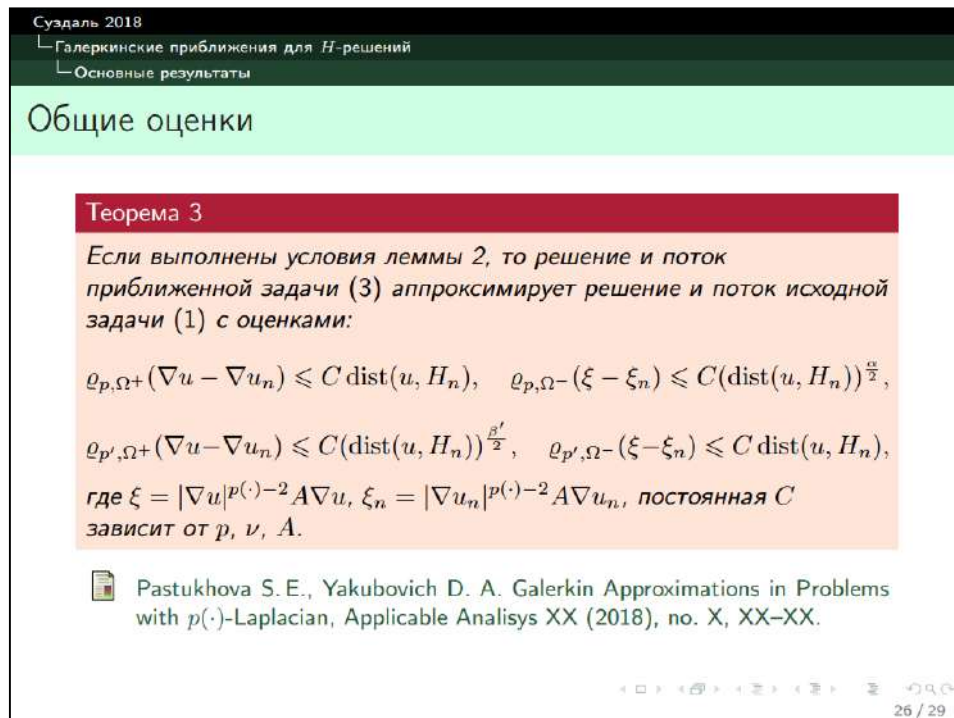 Суздаль 2018
Галеркинские приближения для H-решений
Основные результаты
Общие оценки
Теорема 3
Если выполнены условия леммы 2, то решение и поток
приближенной задачи (3) аппроксимирует решение и поток исходной
задачи (1) с оценками:
ϱ_{p,Ω⁺}(∇u − ∇u_n) ⩽ C dist(u, H_n), ϱ_{p,Ω⁻}(ξ − ξ_n) ⩽ C(dist(u, H_n))^{α/2},
ϱ_{p′,Ω⁺}(∇u−∇u_n) ⩽ C(dist(u, H_n))^{β′/2}, ϱ_{p′,Ω⁻}(ξ−ξ_n) ⩽ C dist(u, H_n),
где ξ = |∇u|^{p(·)−2}A∇u, ξ_n = |∇u_n|^{p(·)−2}A∇u_n, постоянная C
зависит от p, ν, A.
Pastukhova S. E., Yakubovich D. A. Galerkin Approximations in Problems
with p(·)-Laplacian, Applicable Analisys XX (2018), no. X, XX–XX.
26 / 29